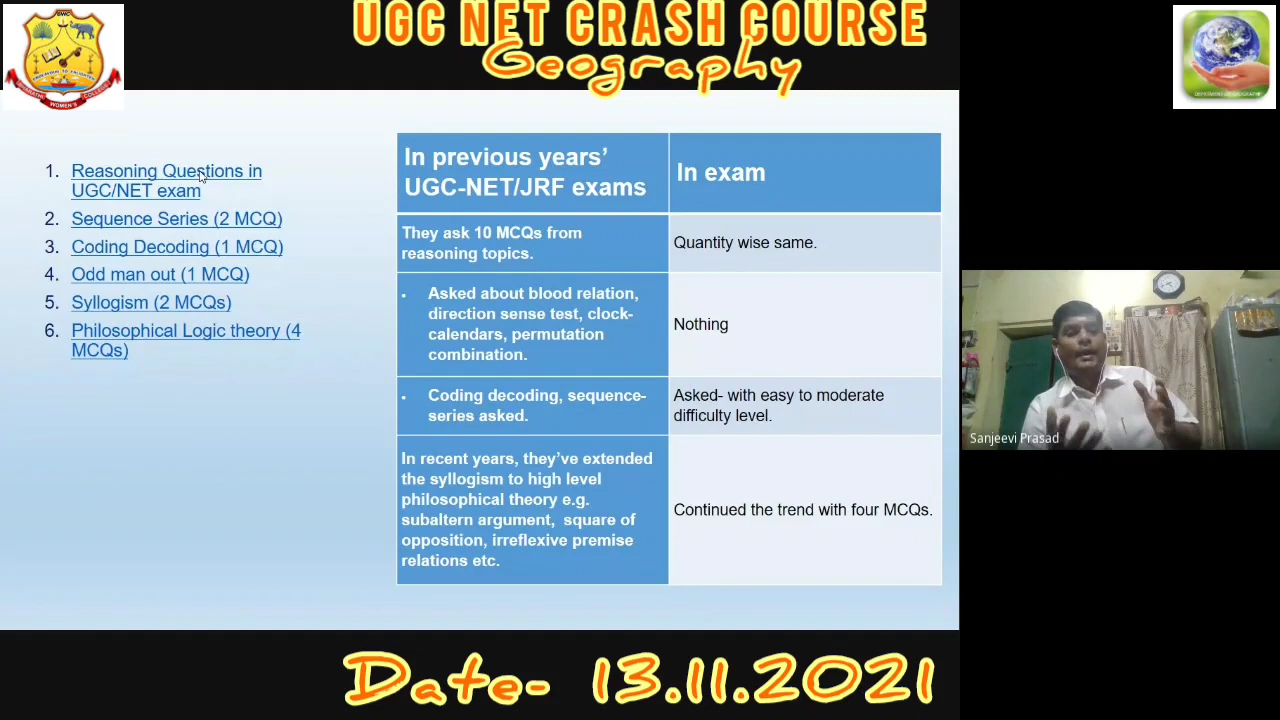 UGC NET CRASH COURSE
Geography
BWC
BHARATHI WOMEN'S COLLEGE
1. Reasoning Questions in
UGC/NET exam
2. Sequence Series (2 MCQ)
3. Coding Decoding (1 MCQ)
4. Odd man out (1 MCQ)
5. Syllogism (2 MCQs)
6. Philosophical Logic theory (4
MCQs)
In previous years’
UGC-NET/JRF exams
In exam
They ask 10 MCQs from
reasoning topics.
Quantity wise same.
• Asked about blood relation,
direction sense test, clock-
calendars, permutation
combination.
Nothing
• Coding decoding, sequence-
series asked.
Asked- with easy to moderate
difficulty level.
In recent years, they’ve extended
the syllogism to high level
philosophical theory e.g.
subaltern argument, square of
opposition, irreflexive premise
relations etc.
Continued the trend with four MCQs.
Sanjeevi Prasad
Date- 13.11.2021